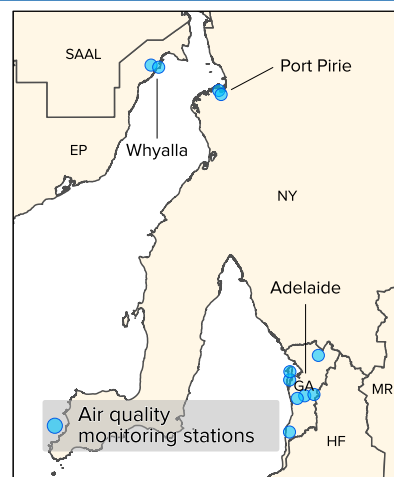 SAAL
Port Pirie
EP
Whyalla
NY
Adelaide
GA
MR
Air quality
monitoring stations
HF